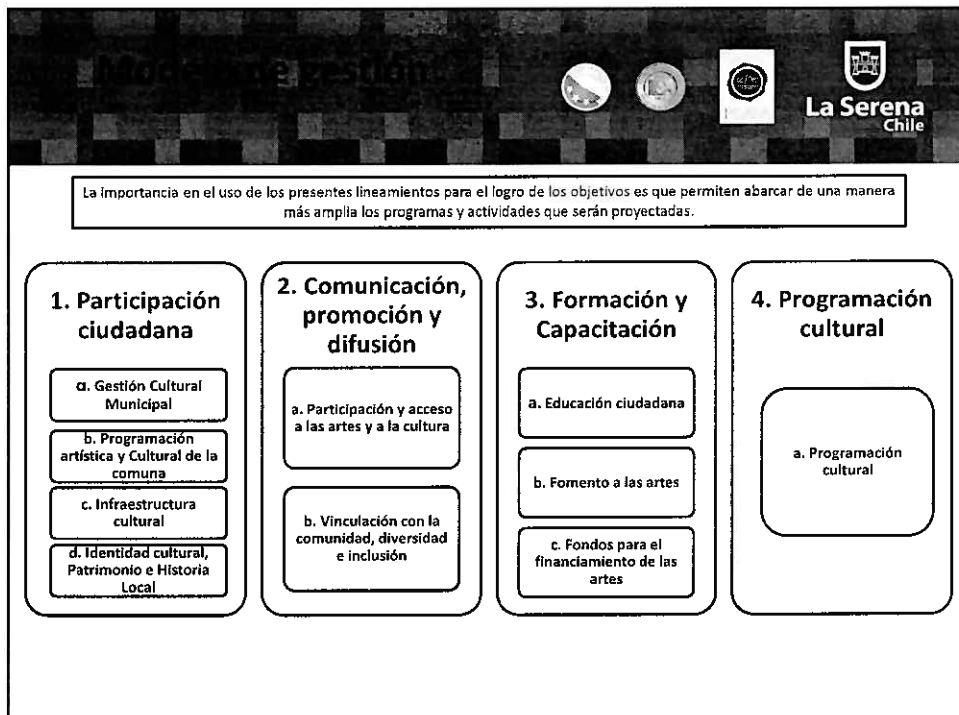 Modelo de Gestión
La Serena
Chile
La importancia en el uso de los presentes lineamientos para el logro de los objetivos es que permiten abarcar de una manera
más amplia los programas y actividades que serán proyectadas.
1. Participación
ciudadana
a. Gestión Cultural
Municipal
b. Programación
artística y Cultural de la
comuna
c. Infraestructura
cultural
d. Identidad cultural,
Patrimonio e Historia
Local
2. Comunicación,
promoción y
difusión
a. Participación y acceso
a las artes y a la cultura
b. Vinculación con la
comunidad, diversidad
e inclusión
3. Formación y
Capacitación
a. Educación ciudadana
b. Fomento a las artes
c. Fondos para el
financiamiento de las
artes
4. Programación
cultural
a. Programación
cultural